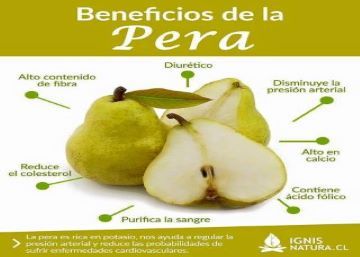 Beneficios de la
Pera
Diurético
Alto contenido
de fibra
Disminuye la
presión arterial
Alto en
calcio
Reduce
el colesterol
Contiene
ácido fólico
Purifica la sangre
La pera es rica en potasio, nos ayuda a regular la
presión arterial y reduce las probabilidades de
sufrir enfermedades cardiovasculares.
IGNIS
NATURA.CL